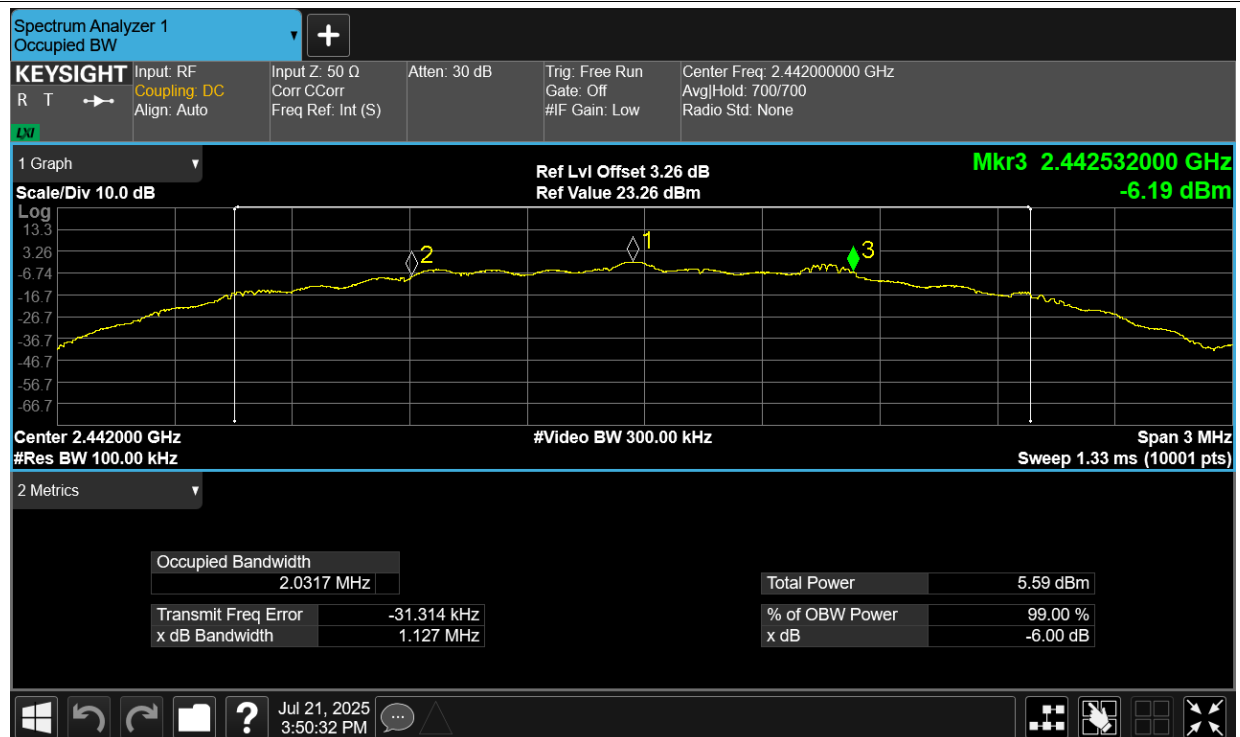 Spectrum Analyzer 1
Occupied BW
KEYSIGHT
R T
LXI
Input: RF
Coupling: DC
Align: Auto
Input Z: 50 Ω
Corr CCorr
Freq Ref: Int (S)
Atten: 30 dB
Trig: Free Run
Gate: Off
#IF Gain: Low
Center Freq: 2.442000000 GHz
Avg|Hold: 700/700
Radio Std: None
1 Graph
Scale/Div 10.0 dB
Ref Lvl Offset 3.26 dB
Ref Value 23.26 dBm
Mkr3 2.442532000 GHz
-6.19 dBm
Log
13.3
3.26
-6.74
-16.7
-26.7
-36.7
-46.7
-56.7
-66.7
2
1
3
Center 2.442000 GHz
#Res BW 100.00 kHz
#Video BW 300.00 kHz
Span 3 MHz
Sweep 1.33 ms (10001 pts)
2 Metrics
Occupied Bandwidth
2.0317 MHz
Transmit Freq Error -31.314 kHz
x dB Bandwidth 1.127 MHz
Total Power 5.59 dBm
% of OBW Power 99.00 %
x dB -6.00 dB
?
Jul 21, 2025
3:50:32 PM